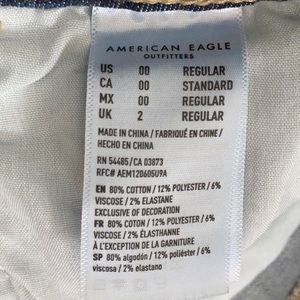 AMERICAN EAGLE
OUTFITTERS
US 00 REGULAR
CA 00 STANDARD
MX 00 REGULAR
UK 2 REGULAR
MADE IN CHINA / FABRIQUÉ EN CHINE /
HECHO EN CHINA
RN 54485/CA 03873
RFC# AEM120605U9A
EN 80% COTTON / 12% POLYESTER / 6%
VISCOSE / 2% ELASTANE
EXCLUSIVE OF DECORATION
FR 80% COTON / 12% POLYESTER / 6%
VISCOSE / 2% ÉLASTHANNE
À L'EXCEPTION DE LA GARNITURE
SP 80% algodón / 12% poliéster / 6%
viscosa / 2% elastano